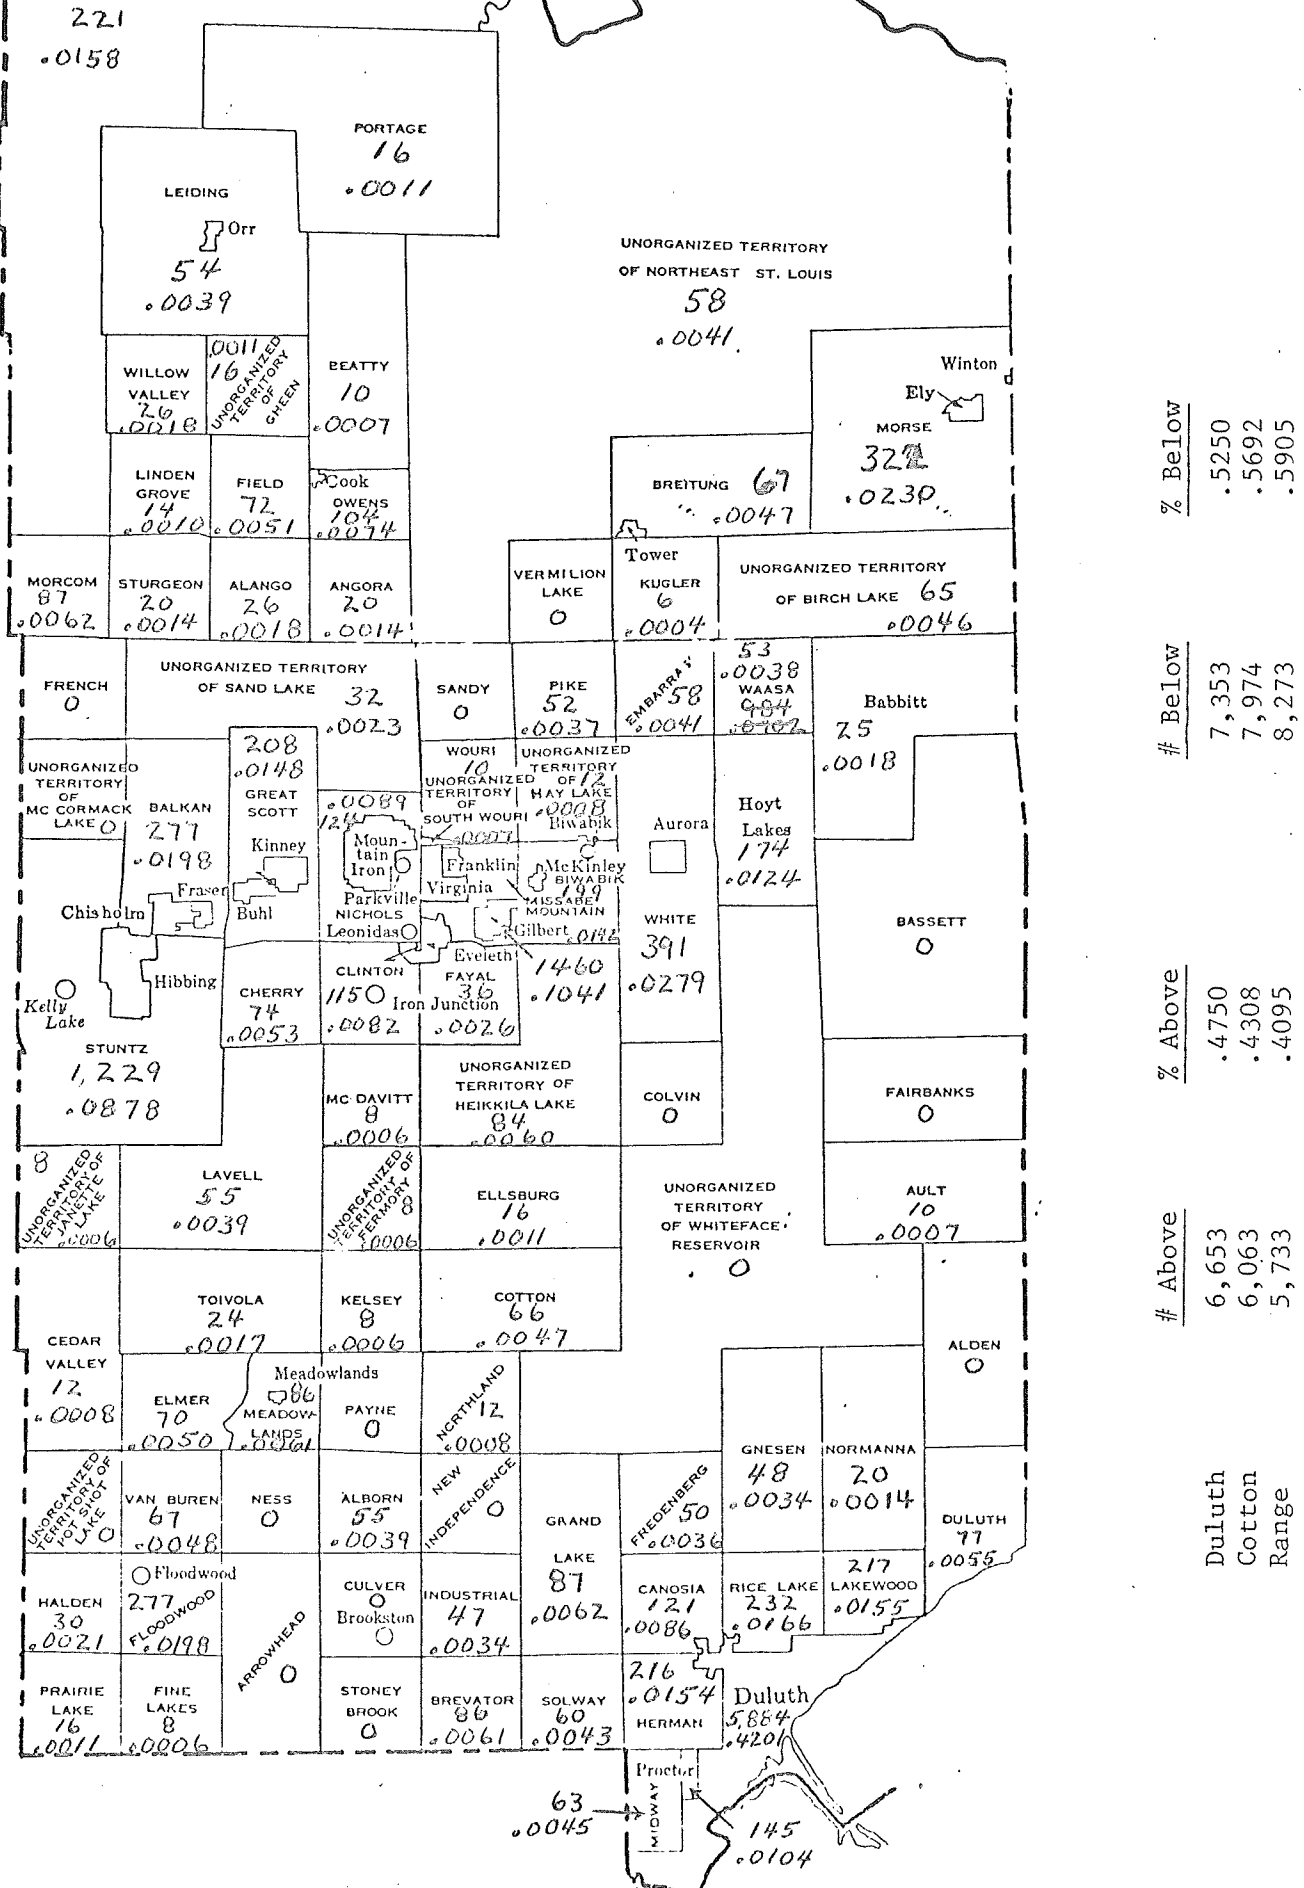 221
.0158
PORTAGE
16
.0011
LEIDING
Orr
54
.0039
UNORGANIZED TERRITORY
OF NORTHEAST ST. LOUIS
58
.0041
WILLOW
VALLEY
26
.0018
.0011
16
UNORGANIZED
TERRITORY
OF
GHEEN
BEATTY
10
.0007
Winton
Ely
MORSE
322
.0230
LINDEN
GROVE
14
.0010
FIELD
72
.0051
Cook
OWENS
104
.0074
BREITUNG 67
.0047
MORCOM
87
.0062
STURGEON
20
.0014
ALANGO
26
.0018
ANGORA
20
.0014
VERMILION
LAKE
0
Tower
KUGLER
6
.0004
UNORGANIZED TERRITORY
OF BIRCH LAKE 65
.0046
FRENCH
0
UNORGANIZED TERRITORY
OF SAND LAKE 32
.0023
SANDY
0
PIKE
52
.0037
EMBARRAS
58
.0041
53
.0038
WAASA
984
.0702
Babbitt
25
.0018
UNORGANIZED
TERRITORY
OF
MC CORMACK
LAKE 0
BALKAN
277
.0198
208
.0148
GREAT
SCOTT
Kinney
Buhl
Fraser
Chisholm
.0089
124
Moun-
tain
Iron
Parkville
NICHOLS
Leonidas
WOURI
10
UNORGANIZED
TERRITORY
OF
SOUTH WOURI
.0007
UNORGANIZED
TERRITORY
OF 12
HAY LAKE
.0008
Biwabik
Franklin
Virginia
McKinley
BIWABIK
199
MISSABE
MOUNTAIN
Gilbert .0142
Eveleth
Aurora
WHITE
391
.0279
Hoyt
Lakes
174
.0124
BASSETT
0
Hibbing
Kelly
Lake
STUNTZ
1,229
.0878
CHERRY
74
.0053
CLINTON
1150
.0082
Iron Junction
FAYAL
36
.0026
1460
.1041
MC DAVITT
8
.0006
UNORGANIZED
TERRITORY OF
HEIKKILA LAKE
84
.0060
COLVIN
0
FAIRBANKS
0
8
UNORGANIZED
TERRITORY OF
JANETTE
LAKE
.0006
LAVELL
55
.0039
UNORGANIZED
TERRITORY OF
FERMORY
8
.0006
ELLSBURG
16
.0011
UNORGANIZED
TERRITORY
OF WHITEFACE
RESERVOIR
0
AULT
10
.0007
TOIVOLA
24
.0017
KELSEY
8
.0006
COTTON
66
.0047
CEDAR
VALLEY
12
.0008
ALDEN
0
ELMER
70
.0050
Meadowlands
86
MEADOW-
LANDS
.0061
PAYNE
0
NORTHLAND
12
.0008
GNESEN
48
.0034
NORMANNA
20
.0014
UNORGANIZED
TERRITORY OF
POT SHOT
LAKE
0
VAN BUREN
67
.0048
NESS
0
ALBORN
55
.0039
NEW
INDEPENDENCE
0
GRAND
LAKE
87
.0062
FREDENBERG
50
.0036
DULUTH
77
.0055
HALDEN
30
.0021
Floodwood
277
FLOODWOOD
.0198
ARROWHEAD
0
CULVER
0
Brookston
INDUSTRIAL
47
.0034
CANOSIA
121
.0086
RICE LAKE
232
.0166
217
LAKEWOOD
.0155
PRAIRIE
LAKE
16
.0011
FINE
LAKES
8
.0006
STONEY
BROOK
0
BREVATOR
86
.0061
SOLWAY
60
.0043
216
.0154
HERMAN
Duluth
5,884
.4201
Proctor
MIDWAY
63
.0045
145
.0104
# Above % Above # Below % Below
Duluth 6,653 .4750 7,353 .5250
Cotton 6,063 .4308 7,974 .5692
Range 5,733 .4095 8,273 .5905